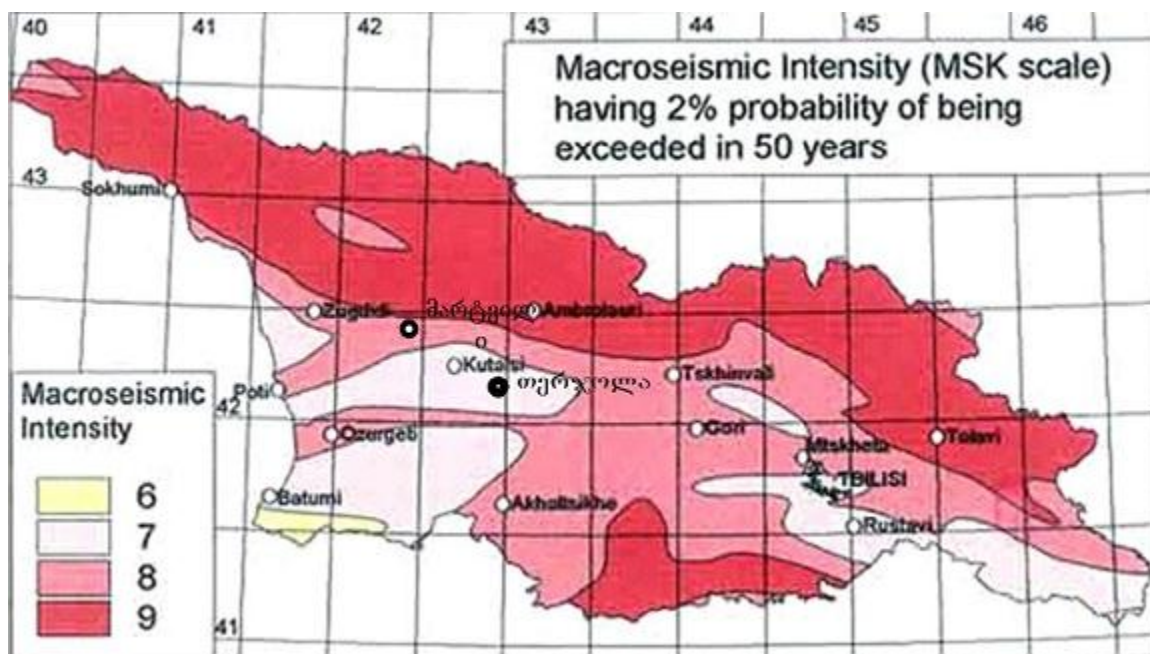 40 41 42 43 44 45 46
Macroseismic Intensity (MSK scale)
having 2% probability of being
exceeded in 50 years
43
Sokhumi
Zugdidi
მარტვილ
ი
Ambrolauri
Kutaisi
თერჯოლა
Tskhinvali
Poti
42
Ozurgeti
Gori
Telavi
Mtskheta
TBILISI
Batumi
Akhaltsikhe
Rustavi
Macroseismic
Intensity
6
7
8
9
41